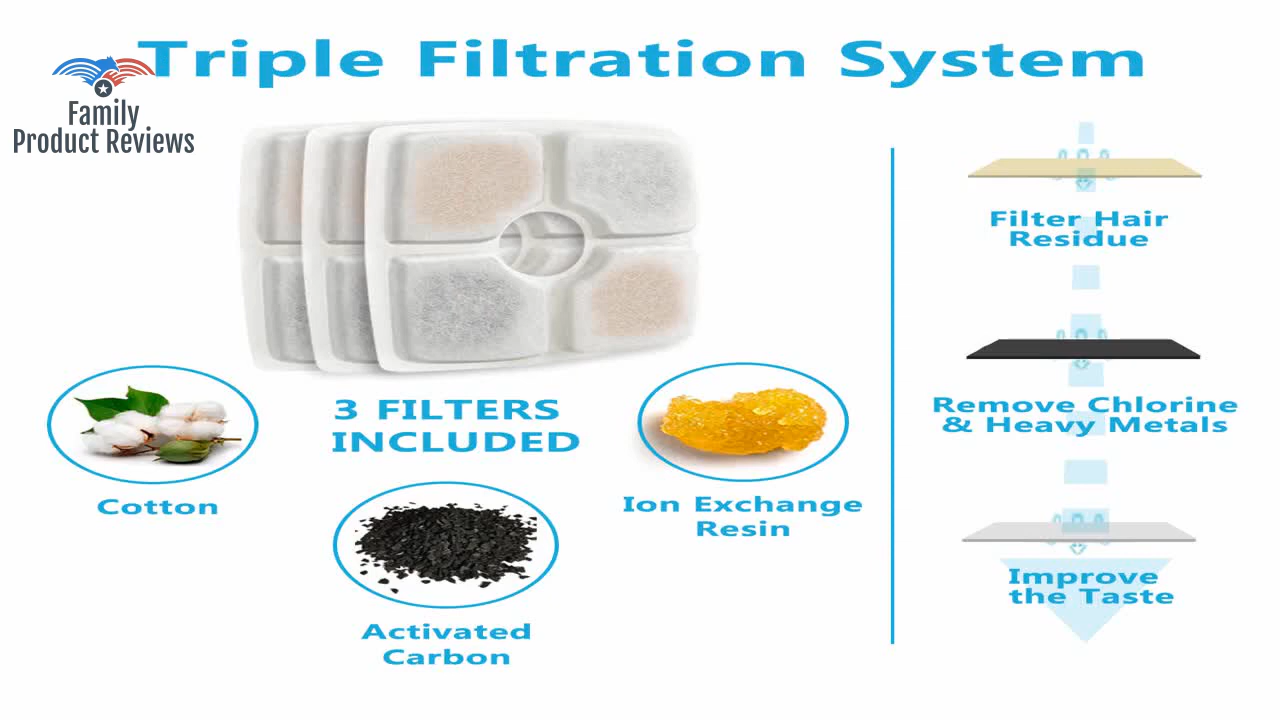 Triple Filtration System
Family
Product Reviews
3 FILTERS
INCLUDED
Cotton
Activated
Carbon
Ion Exchange
Resin
Filter Hair
Residue
Remove Chlorine
& Heavy Metals
Improve
the Taste